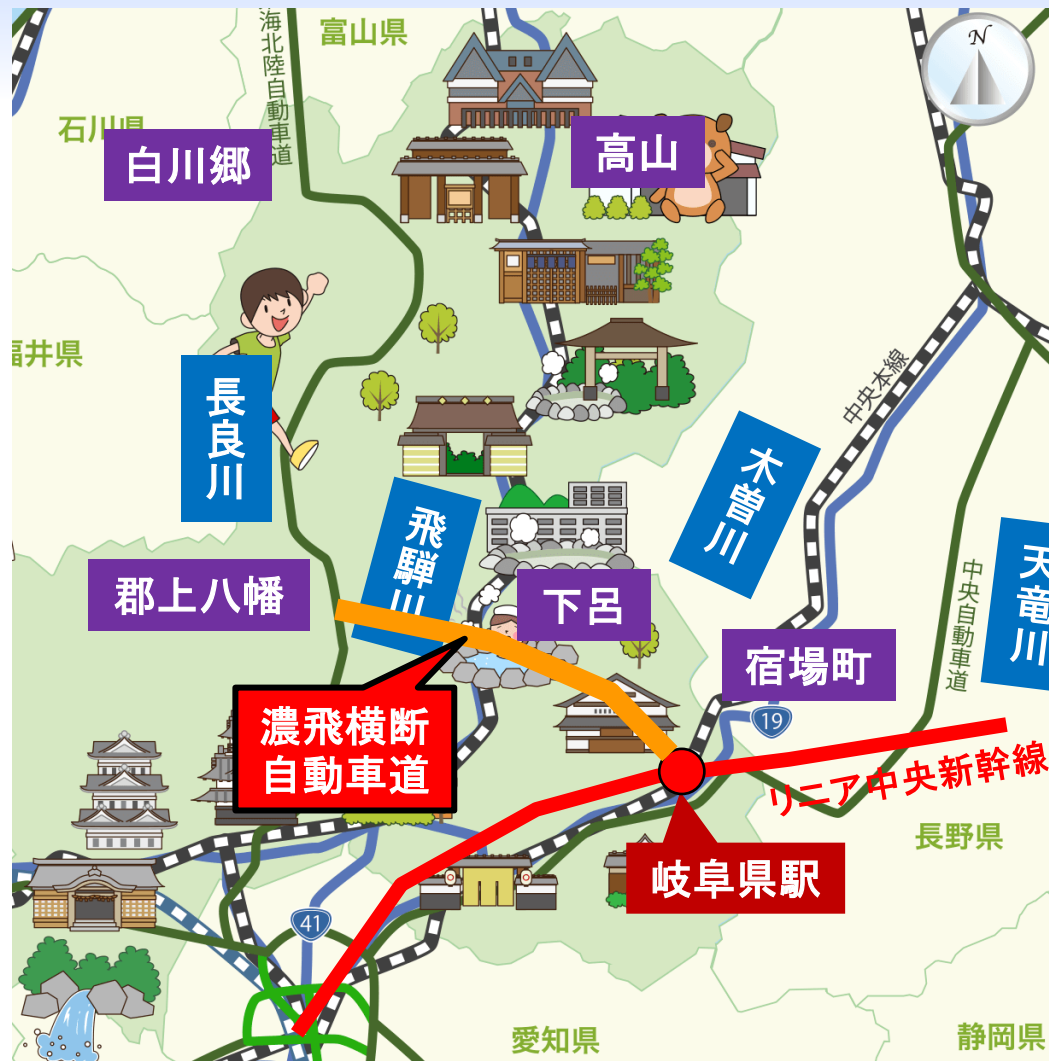 富山県
海北陸自動車道
N
石川県
白川郷
高山
福井県
長良川
中央本線
木曽川
飛騨川
天竜川
郡上八幡
下呂
中央自動車道
宿場町
19
濃飛横断
自動車道
リニア中央新幹線
長野県
岐阜県駅
41
愛知県
静岡県